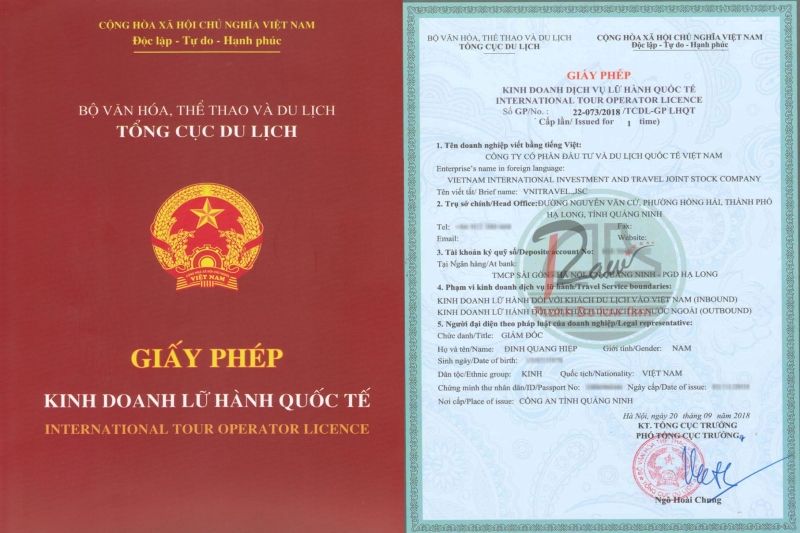 CỘNG HÒA XÃ HỘI CHỦ NGHĨA VIỆT NAM
Độc lập - Tự do - Hạnh phúc
BỘ VĂN HÓA, THỂ THAO VÀ DU LỊCH
TỔNG CỤC DU LỊCH
VIỆT NAM
GIẤY PHÉP
KINH DOANH LỮ HÀNH QUỐC TẾ
INTERNATIONAL TOUR OPERATOR LICENCE
BỘ VĂN HÓA, THỂ THAO VÀ DU LỊCH
TỔNG CỤC DU LỊCH
CỘNG HÒA XÃ HỘI CHỦ NGHĨA VIỆT NAM
Độc lập - Tự do - Hạnh phúc
GIẤY PHÉP
KINH DOANH DỊCH VỤ LỮ HÀNH QUỐC TẾ
INTERNATIONAL TOUR OPERATOR LICENCE
Số GP/No. : 22-073/2018 /TCDL-GP LHQT
Cấp lần/ Issued for 1 time)
1. Tên doanh nghiệp viết bằng tiếng Việt:
CÔNG TY CỔ PHẦN ĐẦU TƯ VÀ DU LỊCH QUỐC TẾ VIỆT NAM
Enterprise's name in foreign language:
VIETNAM INTERNATIONAL INVESTMENT AND TRAVEL JOINT STOCK COMPANY
Tên viết tắt/ Brief name: VNITRAVEL.,JSC
2. Trụ sở chính/Head Office: ĐƯỜNG NGUYỄN VĂN CỪ, PHƯỜNG HỒNG HẢI, THÀNH PHỐ
HẠ LONG, TỈNH QUẢNG NINH
Tel: Fax:
Email: Website:
3. Tài khoản ký quỹ số/Deposite account No:
Tại Ngân hàng/At bank:
TMCP SÀI GÒN - HÀ NỘI QUẢNG NINH - PGD HẠ LONG
4. Phạm vi kinh doanh dịch vụ lữ hành/Travel Service boundaries:
KINH DOANH LỮ HÀNH ĐỐI VỚI KHÁCH DU LỊCH VÀO VIỆT NAM (INBOUND)
KINH DOANH LỮ HÀNH ĐỐI VỚI KHÁCH DU LỊCH RA NƯỚC NGOÀI (OUTBOUND)
5. Người đại diện theo pháp luật của doanh nghiệp/Legal representative:
Chức danh/Title: GIÁM ĐỐC
Họ và tên/Name: ĐINH QUANG HIỆP Giới tính/Gender: NAM
Sinh ngày/Date of birth:
Dân tộc/Ethnic group: KINH Quốc tịch/Nationality: VIỆT NAM
Chứng minh thư nhân dân/ID/Passport No: Ngày cấp/Date of issue:
Nơi cấp/Place of issue: CÔNG AN TỈNH QUẢNG NINH
Hà Nội, ngày 20 tháng 09 năm 2018
KT. TỔNG CỤC TRƯỞNG
PHÓ TỔNG CỤC TRƯỞNG
Ngô Hoài Chung